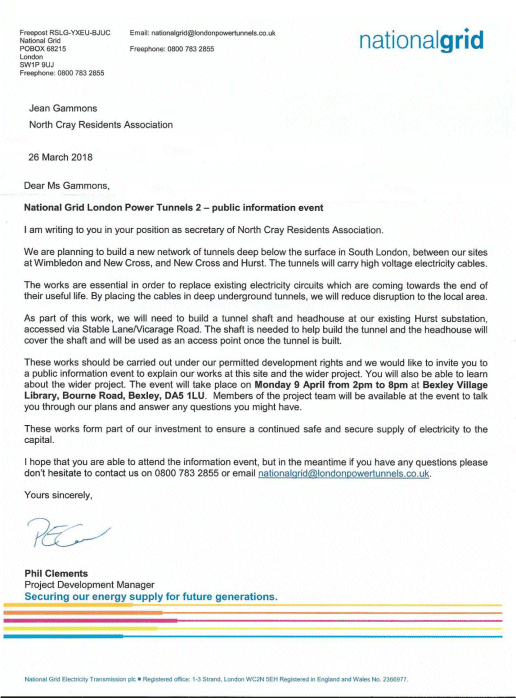 Freepost RSLG-YXEU-BJUC
National Grid
POBOX 68215
London
SW1P 9UJ
Freephone: 0800 783 2855
Email: nationalgrid@londonpowertunnels.co.uk
Freephone: 0800 783 2855
nationalgrid
Jean Gammons
North Cray Residents Association
26 March 2018
Dear Ms Gammons,
National Grid London Power Tunnels 2 – public information event
I am writing to you in your position as secretary of North Cray Residents Association.
We are planning to build a new network of tunnels deep below the surface in South London, between our sites
at Wimbledon and New Cross, and New Cross and Hurst. The tunnels will carry high voltage electricity cables.
The works are essential in order to replace existing electricity circuits which are coming towards the end of
their useful life. By placing the cables in deep underground tunnels, we will reduce disruption to the local area.
As part of this work, we will need to build a tunnel shaft and headhouse at our existing Hurst substation,
accessed via Stable Lane/Vicarage Road. The shaft is needed to help build the tunnel and the headhouse will
cover the shaft and will be used as an access point once the tunnel is built.
These works should be carried out under our permitted development rights and we would like to invite you to
a public information event to explain our works at this site and the wider project. You will also be able to learn
about the wider project. The event will take place on Monday 9 April from 2pm to 8pm at Bexley Village
Library, Bourne Road, Bexley, DA5 1LU. Members of the project team will be available at the event to talk
you through our plans and answer any questions you might have.
These works form part of our investment to ensure a continued safe and secure supply of electricity to the
capital.
I hope that you are able to attend the information event, but in the meantime if you have any questions please
don't hesitate to contact us on 0800 783 2855 or email nationalgrid@londonpowertunnels.co.uk.
Yours sincerely,
Phil Clements
Project Development Manager
Securing our energy supply for future generations.
National Grid Electricity Transmission plc ■ Registered office: 1-3 Strand, London WC2N 5EH Registered in England and Wales No. 2366977.